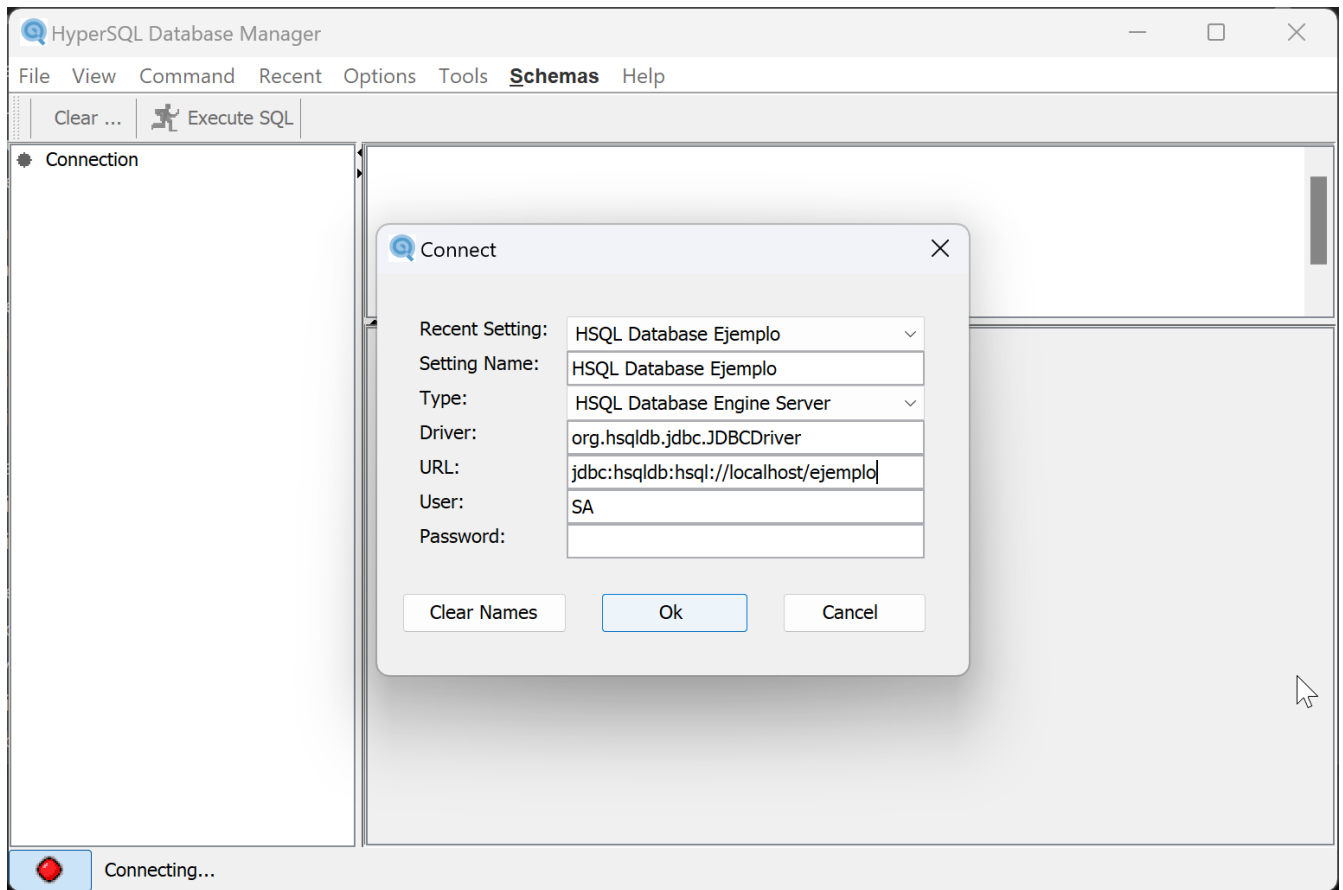 HyperSQL Database Manager
File View Command Recent Options Tools Schemas Help
Clear ... Execute SQL
Connection
Connect
Recent Setting: HSQL Database Ejemplo
Setting Name: HSQL Database Ejemplo
Type: HSQL Database Engine Server
Driver: org.hsqldb.jdbc.JDBCDriver
URL: jdbc:hsqldb:hsql://localhost/ejemplo
User: SA
Password:
Clear Names Ok Cancel
Connecting...